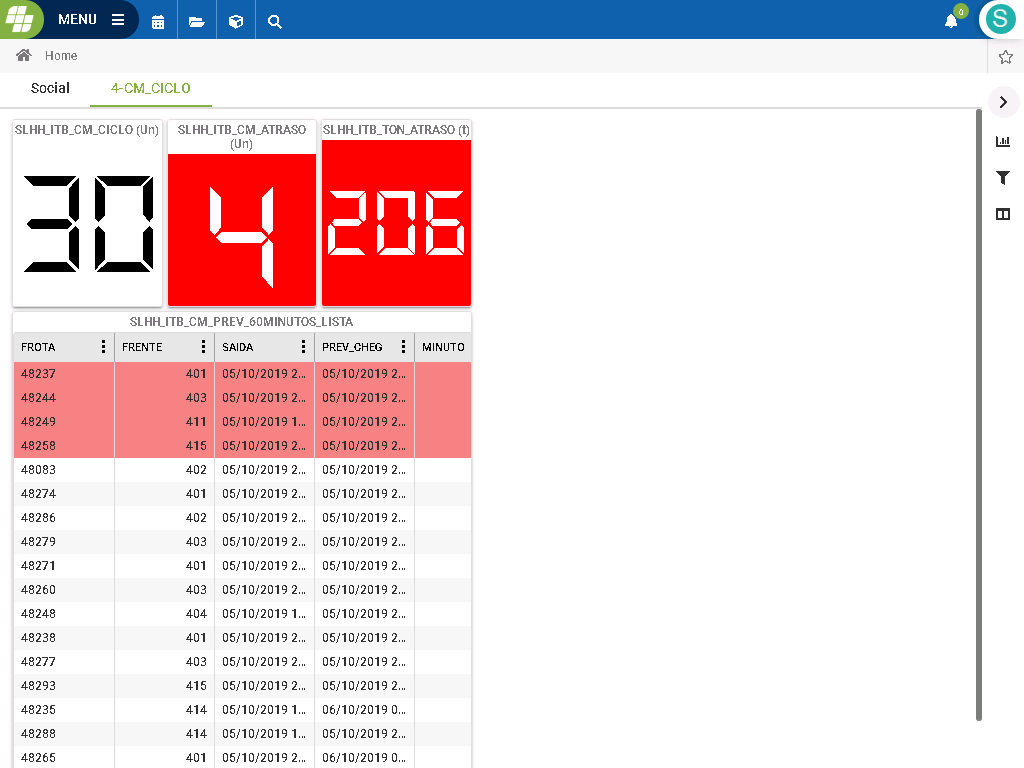 MENU
0
S
Home
Social
4-CM_CICLO
SLHH_ITB_CM_CICLO (Un)
30
SLHH_ITB_CM_ATRASO
(Un)
4
SLHH_ITB_TON_ATRASO (t)
206
SLHH_ITB_CM_PREV_60MINUTOS_LISTA
FROTA FRENTE SAIDA PREV_CHEG MINUTO
48237 401 05/10/2019 2... 05/10/2019 2...
48244 403 05/10/2019 2... 05/10/2019 2...
48249 411 05/10/2019 1... 05/10/2019 2...
48258 415 05/10/2019 2... 05/10/2019 2...
48083 402 05/10/2019 2... 05/10/2019 2...
48274 401 05/10/2019 2... 05/10/2019 2...
48286 402 05/10/2019 2... 05/10/2019 2...
48279 403 05/10/2019 2... 05/10/2019 2...
48271 401 05/10/2019 2... 05/10/2019 2...
48260 403 05/10/2019 2... 05/10/2019 2...
48248 404 05/10/2019 1... 05/10/2019 2...
48238 401 05/10/2019 2... 05/10/2019 2...
48277 403 05/10/2019 2... 05/10/2019 2...
48293 415 05/10/2019 2... 05/10/2019 2...
48235 414 05/10/2019 1... 06/10/2019 0...
48288 414 05/10/2019 1... 05/10/2019 2...
48265 401 05/10/2019 2... 06/10/2019 0...